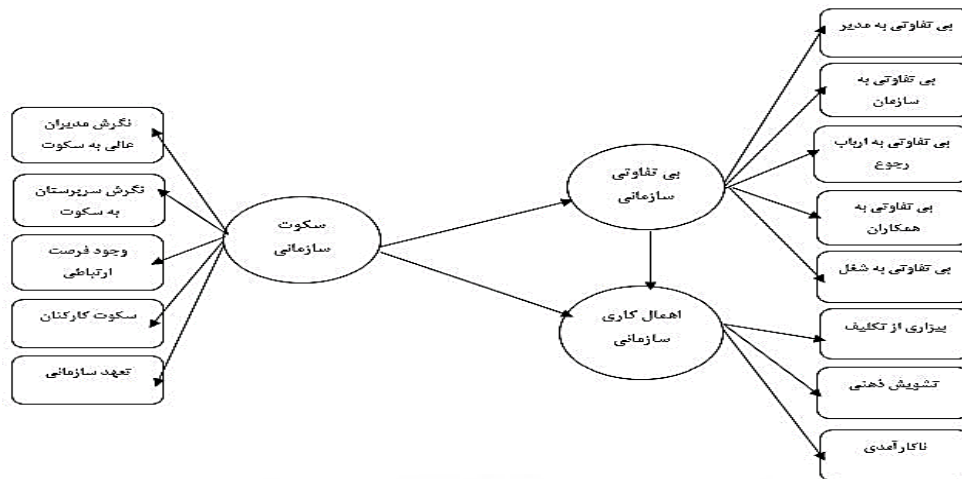 بی تفاوتی به مدیر
بی تفاوتی به
سازمان
بی تفاوتی به ارباب
رجوع
بی تفاوتی به
همکاران
بی تفاوتی به شغل
بیزاری از تکلیف
تشویش ذهنی
ناکارآمدی
بی تفاوتی
سازمانی
اهمال کاری
سازمانی
سکوت
سازمانی
نگرش مدیران
عالی به سکوت
نگرش سرپرستان
به سکوت
وجود فرصت
ارتباطی
سکوت کارکنان
تعهد سازمانی